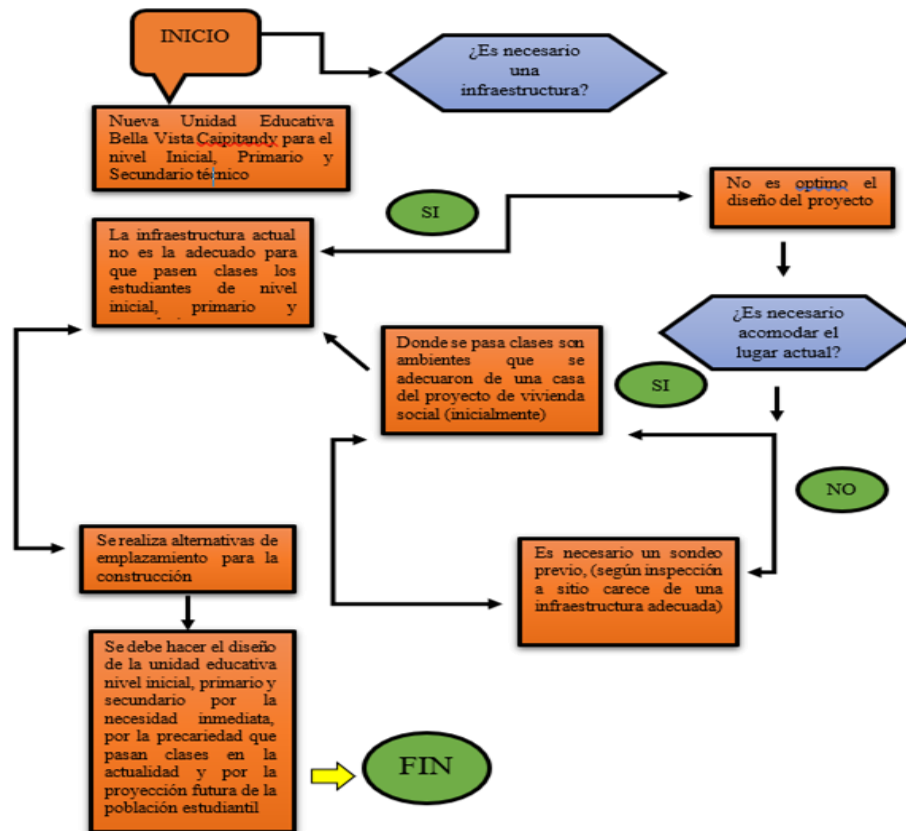 INICIO
¿Es necesario
una
infraestructura?
Nueva Unidad Educativa
Bella Vista Caipitandy para el
nivel Inicial, Primario y
Secundario técnico
SI
No es optimo el
diseño del proyecto
La infraestructura actual
no es la adecuado para
que pasen clases los
estudiantes de nivel
inicial, primario y
¿Es necesario
acomodar el
lugar actual?
Donde se pasa clases son
ambientes que se
adecuaron de una casa
del proyecto de vivienda
social (inicialmente)
SI
NO
Se realiza alternativas de
emplazamiento para la
construcción
Es necesario un sondeo
previo, (según inspección
a sitio carece de una
infraestructura adecuada)
Se debe hacer el diseño
de la unidad educativa
nivel inicial, primario y
secundario por la
necesidad inmediata,
por la precariedad que
pasan clases en la
actualidad y por la
proyección futura de la
población estudiantil
FIN